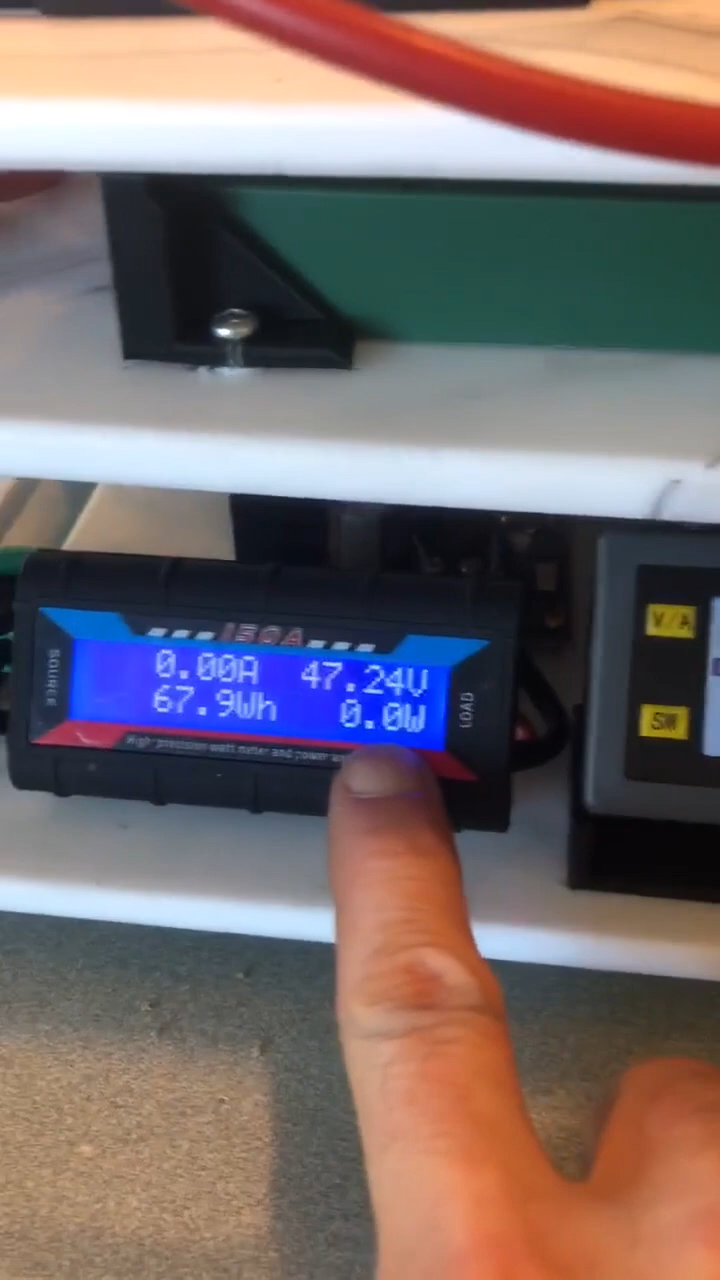 150A
SOURCE
0.00A 47.24V
67.9Wh 0.0W
LOAD
High precision watt meter and power
V/A
SW